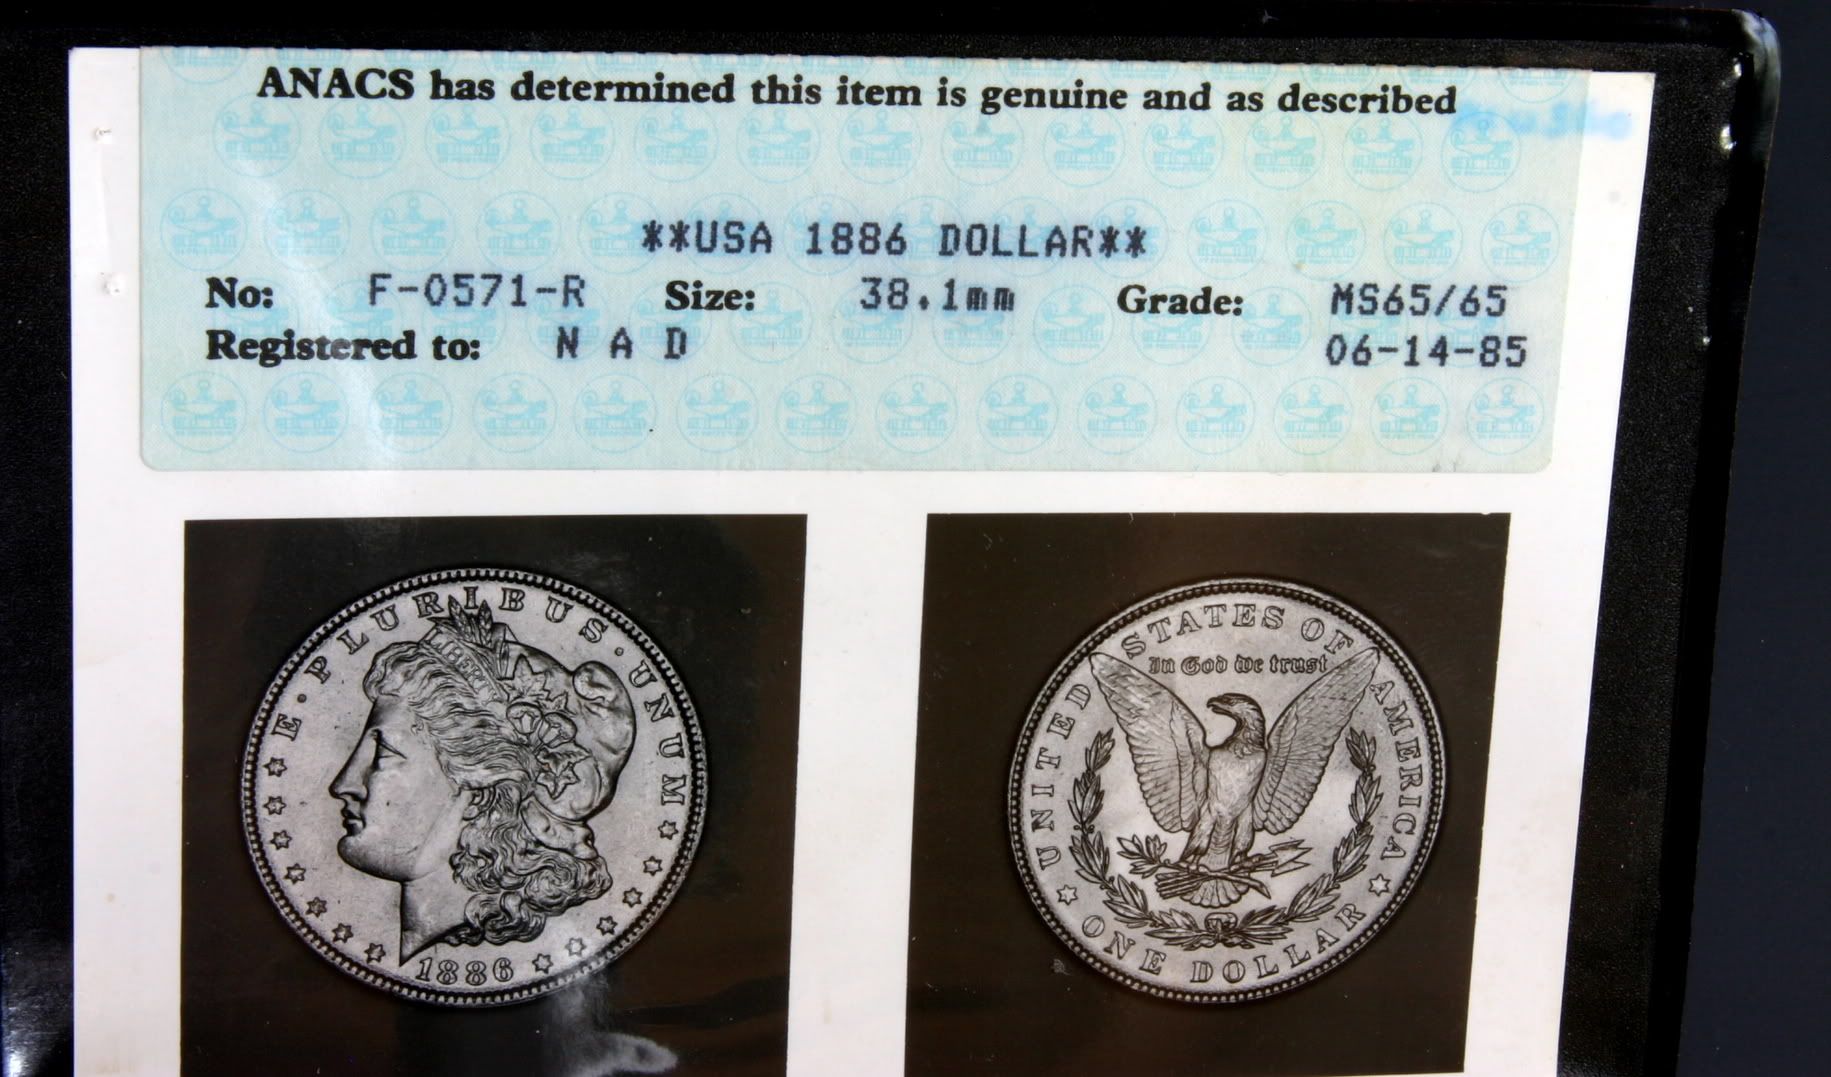 ANACS has determined this item is genuine and as described
**USA 1886 DOLLAR**
No: F-0571-R Size: 38.1mm Grade: MS65/65
Registered to: N A D 06-14-85
E · PLURIBUS · UNUM
LIBERTY
1886
UNITED STATES OF AMERICA
In God we trust
ONE DOLLAR